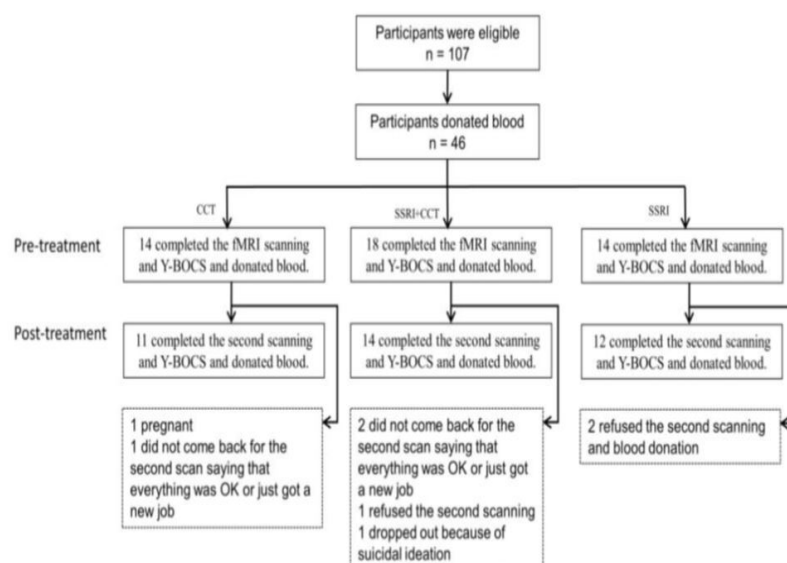 Participants were eligible
n = 107
Participants donated blood
n = 46
CCT
SSRI+CCT
SSRI
Pre-treatment
14 completed the fMRI scanning
and Y-BOCS and donated blood.
18 completed the fMRI scanning
and Y-BOCS and donated blood.
14 completed the fMRI scanning
and Y-BOCS and donated blood.
Post-treatment
11 completed the second scanning
and Y-BOCS and donated blood.
14 completed the second scanning
and Y-BOCS and donated blood.
12 completed the second scanning
and Y-BOCS and donated blood.
1 pregnant
1 did not come back for the
second scan saying that
everything was OK or just got a
new job
2 did not come back for the
second scan saying that
everything was OK or just got
a new job
1 refused the second scanning
1 dropped out because of
suicidal ideation
2 refused the second scanning
and blood donation